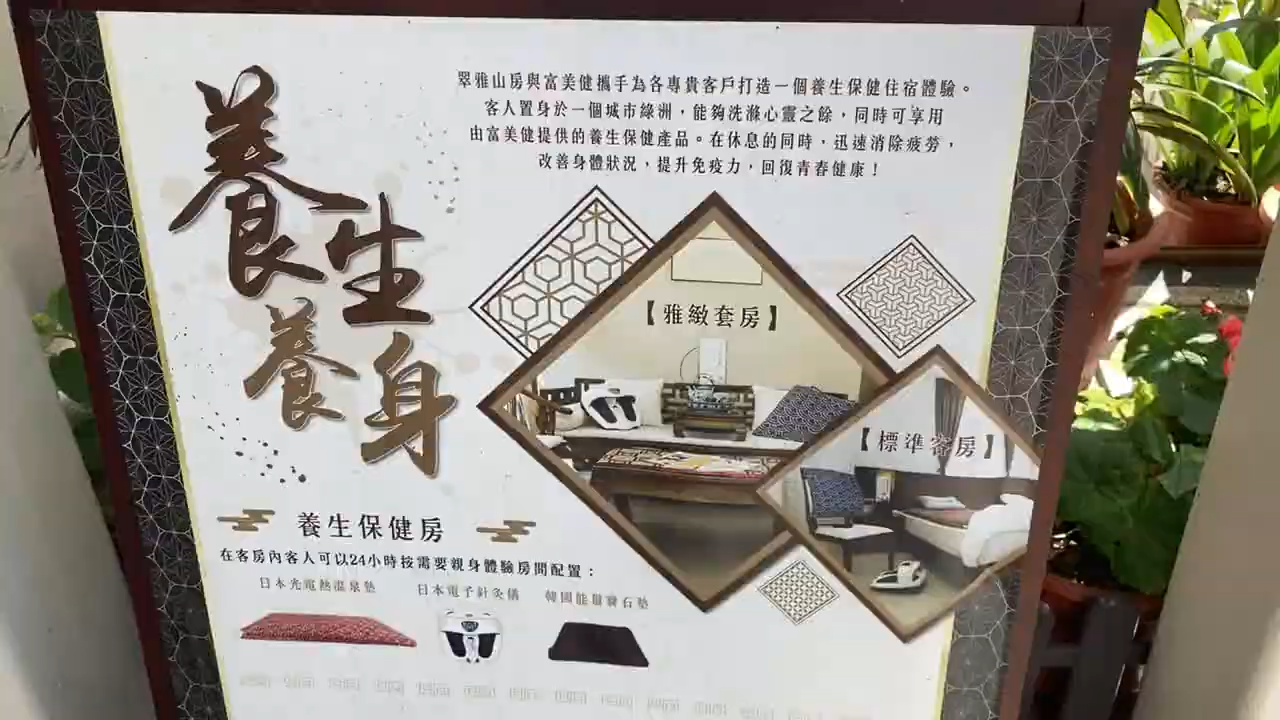 翠雅山房與富美健攜手為各專貴客戶打造一個養生保健住宿體驗。
客人置身於一個城市綠洲，能夠洗滌心靈之餘，同時可享用
由富美健提供的養生保健產品。在休息的同時，迅速消除疲勞，
改善身體狀況，提升免疫力，回復青春健康！
養生
養身
【雅緻套房】
【標準客房】
養生保健房
在客房內客人可以24小時按需要親身體驗房間配置：
日本光電熱溫泉墊
日本電子針灸儀
韓國能量寶石墊